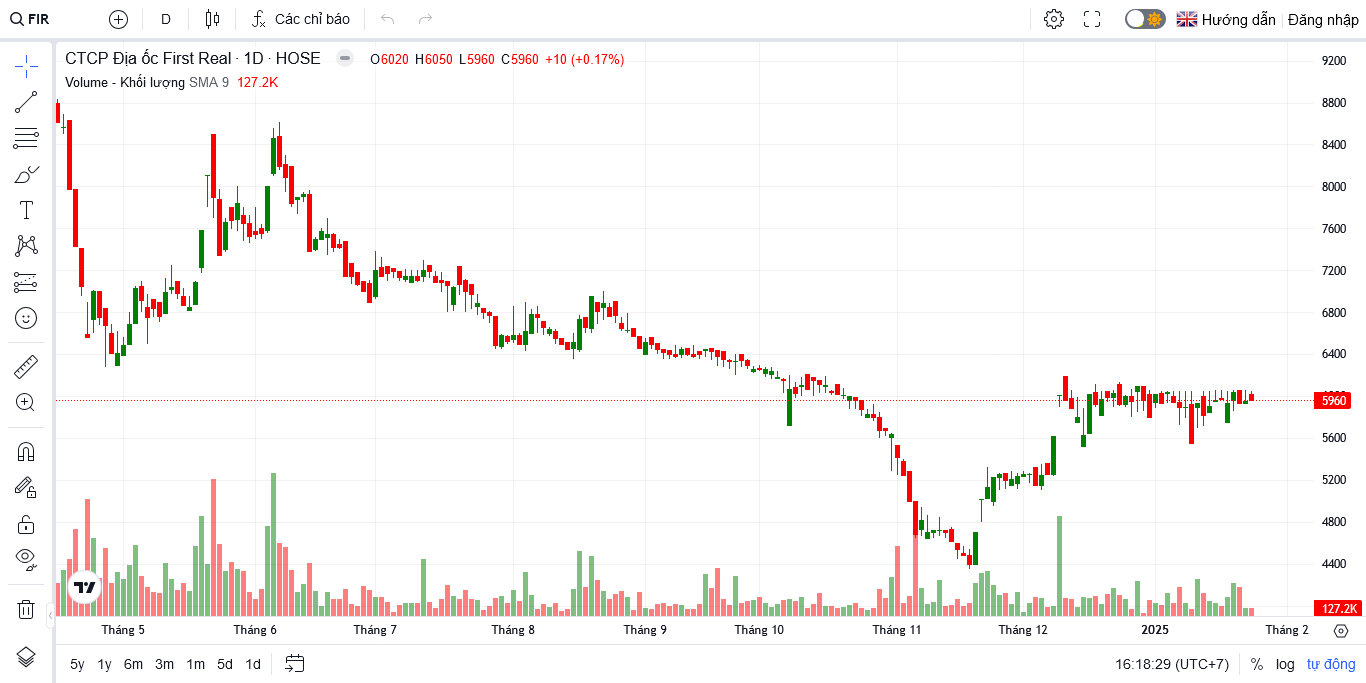 FIR D Các chỉ báo Hướng dẫn Đăng nhập
CTCP Địa ốc First Real · 1D · HOSE O6020 H6050 L5960 C5960 +10 (+0.17%)
Volume - Khối lượng SMA 9 127.2K
9200
8800
8400
8000
7600
7200
6800
6400
5960
5600
5200
4800
4400
127.2K
Tháng 5 Tháng 6 Tháng 7 Tháng 8 Tháng 9 Tháng 10 Tháng 11 Tháng 12 2025 Tháng 2
5y 1y 6m 3m 1m 5d 1d 16:18:29 (UTC+7) % log tự động